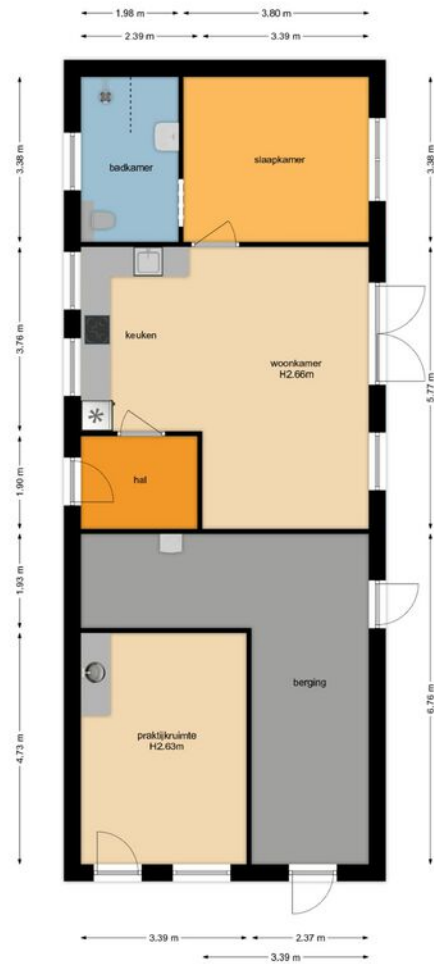 1.98 m
3.80 m
2.39 m
3.39 m
3.38 m
3.38 m
badkamer
slaapkamer
3.76 m
keuken
woonkamer
H2.66m
5.77 m
1.90 m
hal
1.93 m
berging
6.76 m
4.73 m
praktijkruimte
H2.63m
3.39 m
2.37 m
3.39 m